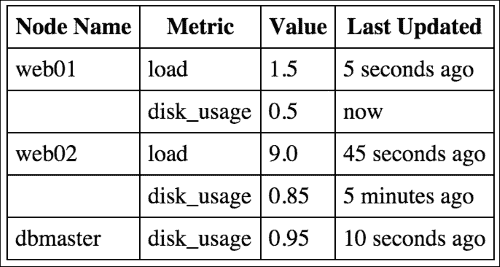 Node Name Metric Value Last Updated
web01 load 1.5 5 seconds ago
disk_usage 0.5 now
web02 load 9.0 45 seconds ago
disk_usage 0.85 5 minutes ago
dbmaster disk_usage 0.95 10 seconds ago